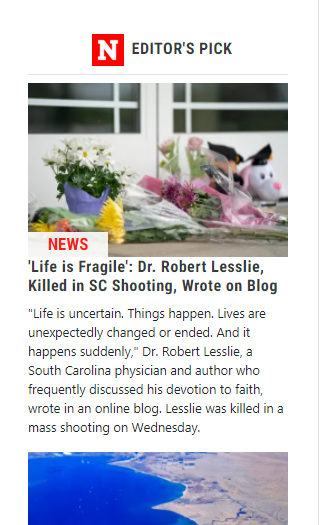 N EDITOR'S PICK
NEWS
'Life is Fragile': Dr. Robert Lesslie,
Killed in SC Shooting, Wrote on Blog
"Life is uncertain. Things happen. Lives are
unexpectedly changed or ended. And it
happens suddenly," Dr. Robert Lesslie, a
South Carolina physician and author who
frequently discussed his devotion to faith,
wrote in an online blog. Lesslie was killed in a
mass shooting on Wednesday.